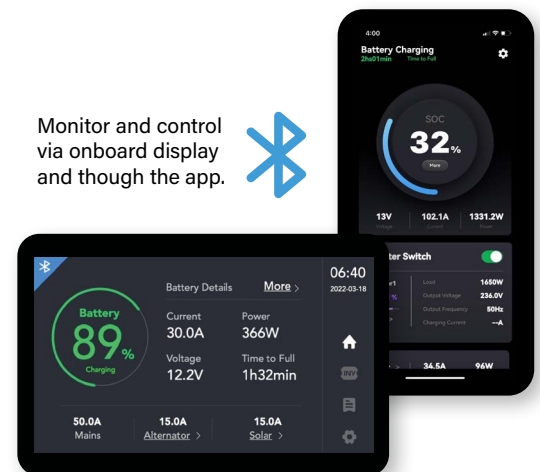 Monitor and control
via onboard display
and though the app.
4:00
Battery Charging
2hs01min Time to Full
SOC
32%
More
13V 102.1A 1331.2W
Voltage Current Power
ter Switch
Load 1650W
% Output Voltage 236.0V
Output Frequency 50Hz
Charging Current --A
34.5A 96W
Battery
89%
Charging
Battery Details More >
Current Power
30.0A 366W
Voltage Time to Full
12.2V 1h32min
50.0A 15.0A 15.0A
Mains Alternator > Solar >
06:40
2022-03-18
INV